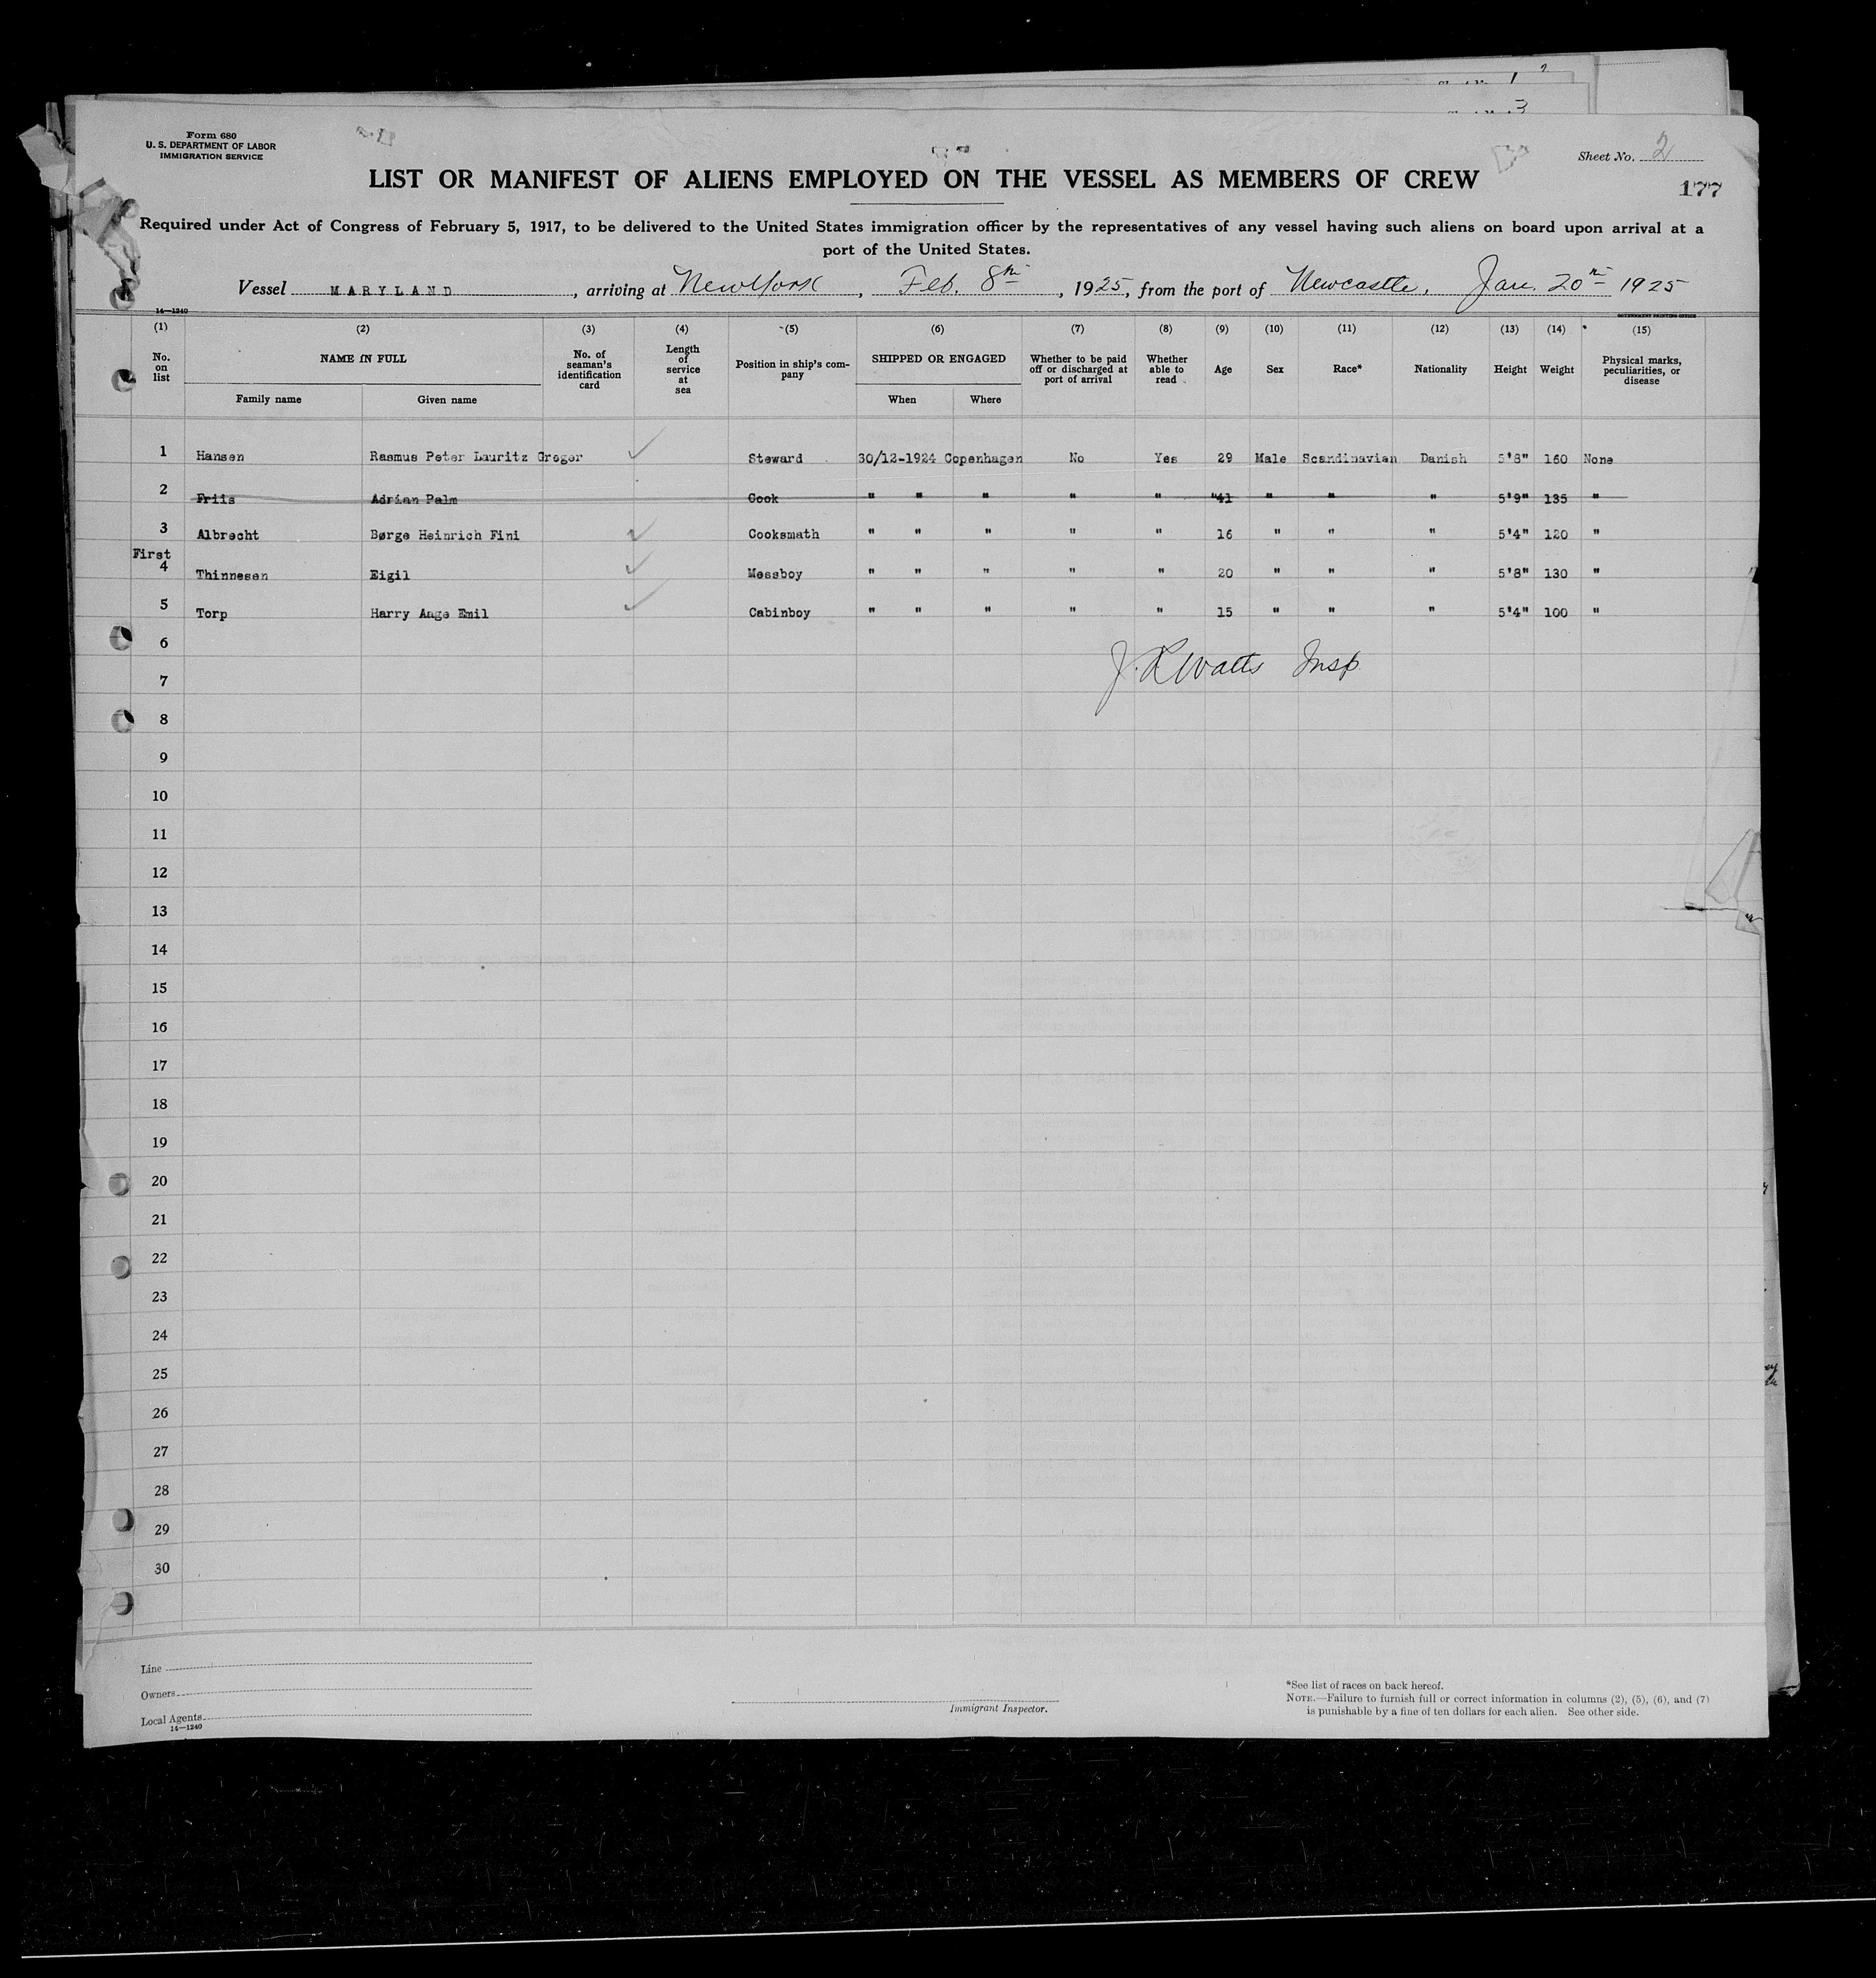 Form 680
U. S. DEPARTMENT OF LABOR
IMMIGRATION SERVICE
Sheet No. 2
177
LIST OR MANIFEST OF ALIENS EMPLOYED ON THE VESSEL AS MEMBERS OF CREW
Required under Act of Congress of February 5, 1917, to be delivered to the United States immigration officer by the representatives of any vessel having such aliens on board upon arrival at a
port of the United States.
Vessel MARYLAND, arriving at New York, Feb. 8th, 1925, from the port of Newcastle, Jan. 20th 1925
14—1240 GOVERNMENT PRINTING OFFICE
(1) (2) (3) (4) (5) (6) (7) (8) (9) (10) (11) (12) (13) (14) (15)
No. on list NAME IN FULL No. of seaman's identification card Length of service at sea Position in ship's com-pany SHIPPED OR ENGAGED Whether to be paid off or discharged at port of arrival Whether able to read Age Sex Race* Nationality Height Weight Physical marks, peculiarities, or disease
Family name Given name When Where
1 Hansen Rasmus Peter Lauritz Greger Steward 30/12-1924 Copenhagen No Yes 29 Male Scandinavian Danish 5'8" 160 None
2 Friis Adrian Palm Cook " " " " " "41 " " " 5'9" 135 "
3 Albrecht Børge Heinrich Fini Cooksmath " " " " " 16 " " " 5'4" 120 "
First
4 Thinnesen Eigil Messboy " " " " " 20 " " " 5'8" 130 "
5 Torp Harry Aage Emil Cabinboy " " " " " 15 " " " 5'4" 100 "
6
J. R Watts Insp
7
8
9
10
11
12
13
14
15
16
17
18
19
20
21
22
23
24
25
26
27
28
29
30
Line
Owners
Local Agents
14—1240
Immigrant Inspector.
*See list of races on back hereof.
NOTE.—Failure to furnish full or correct information in columns (2), (5), (6), and (7)
is punishable by a fine of ten dollars for each alien. See other side.